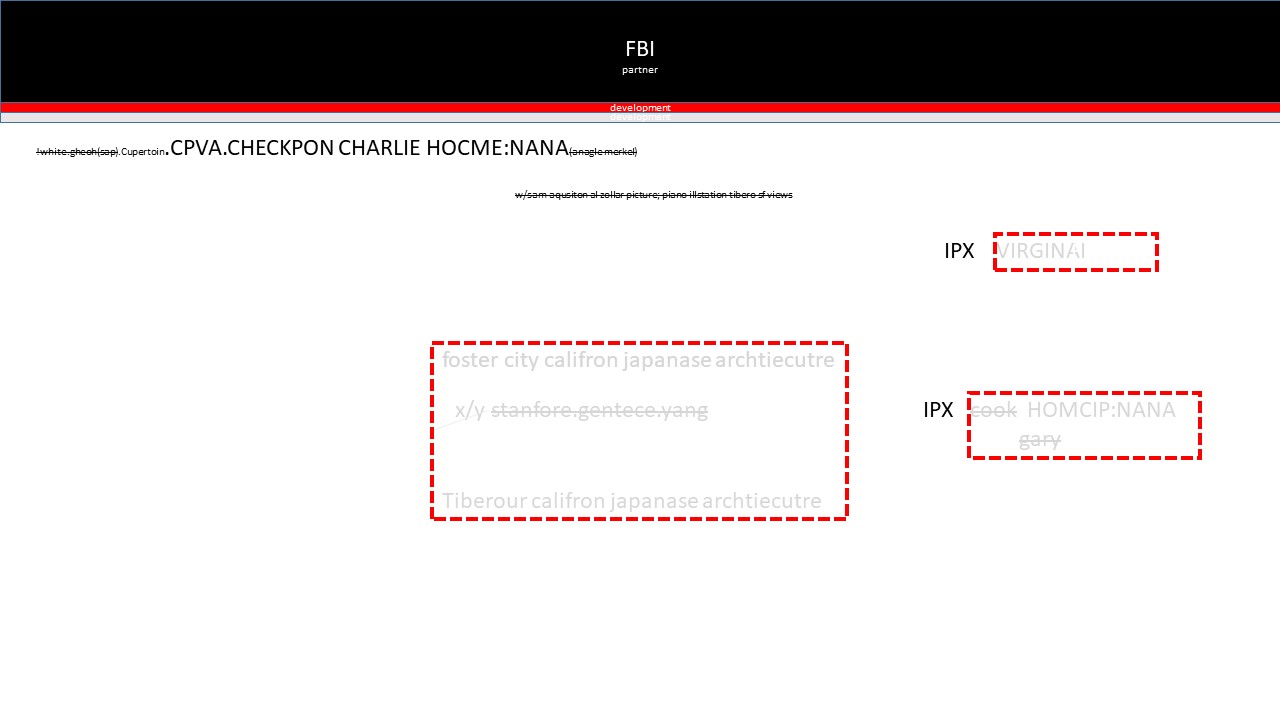 FBI
partner
development
development
!white.gheoh(sap).Cupertoin.CPVA.CHECKPON CHARLIE HOCME:NANA(anagle merkel)
w/sam aqusiton al zollar picture; piano illstation tibero sf views
IPX VIRGINAI
foster city califron japanase archtiecutre
x/y stanfore.gentece.yang
IPX cook HOMCIP:NANA
gary
Tiberour califron japanase archtiecutre